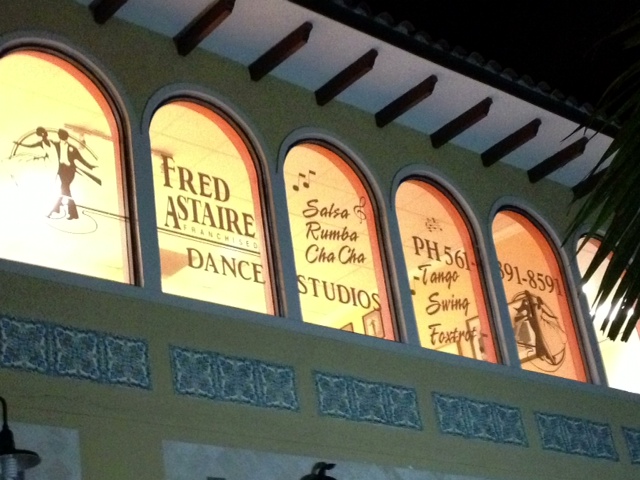 FRED
ASTAIRE
FRANCHISED
DANCE STUDIOS
Salsa
Rumba
Cha Cha
PH 561-391-8591
Tango
Swing
Foxtrot